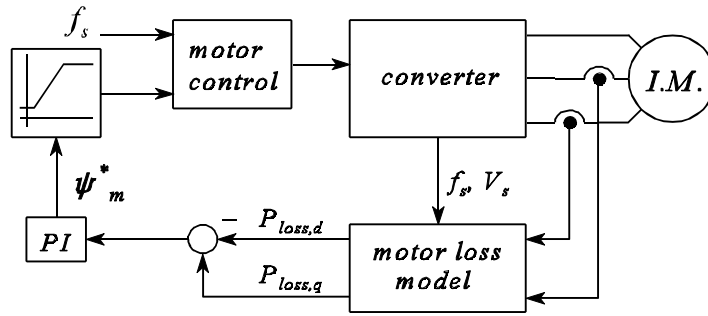 f_s
motor
control
converter
I.M.
ψ*_m
f_s, V_s
PI
− P_loss,d
P_loss,q
motor loss
model